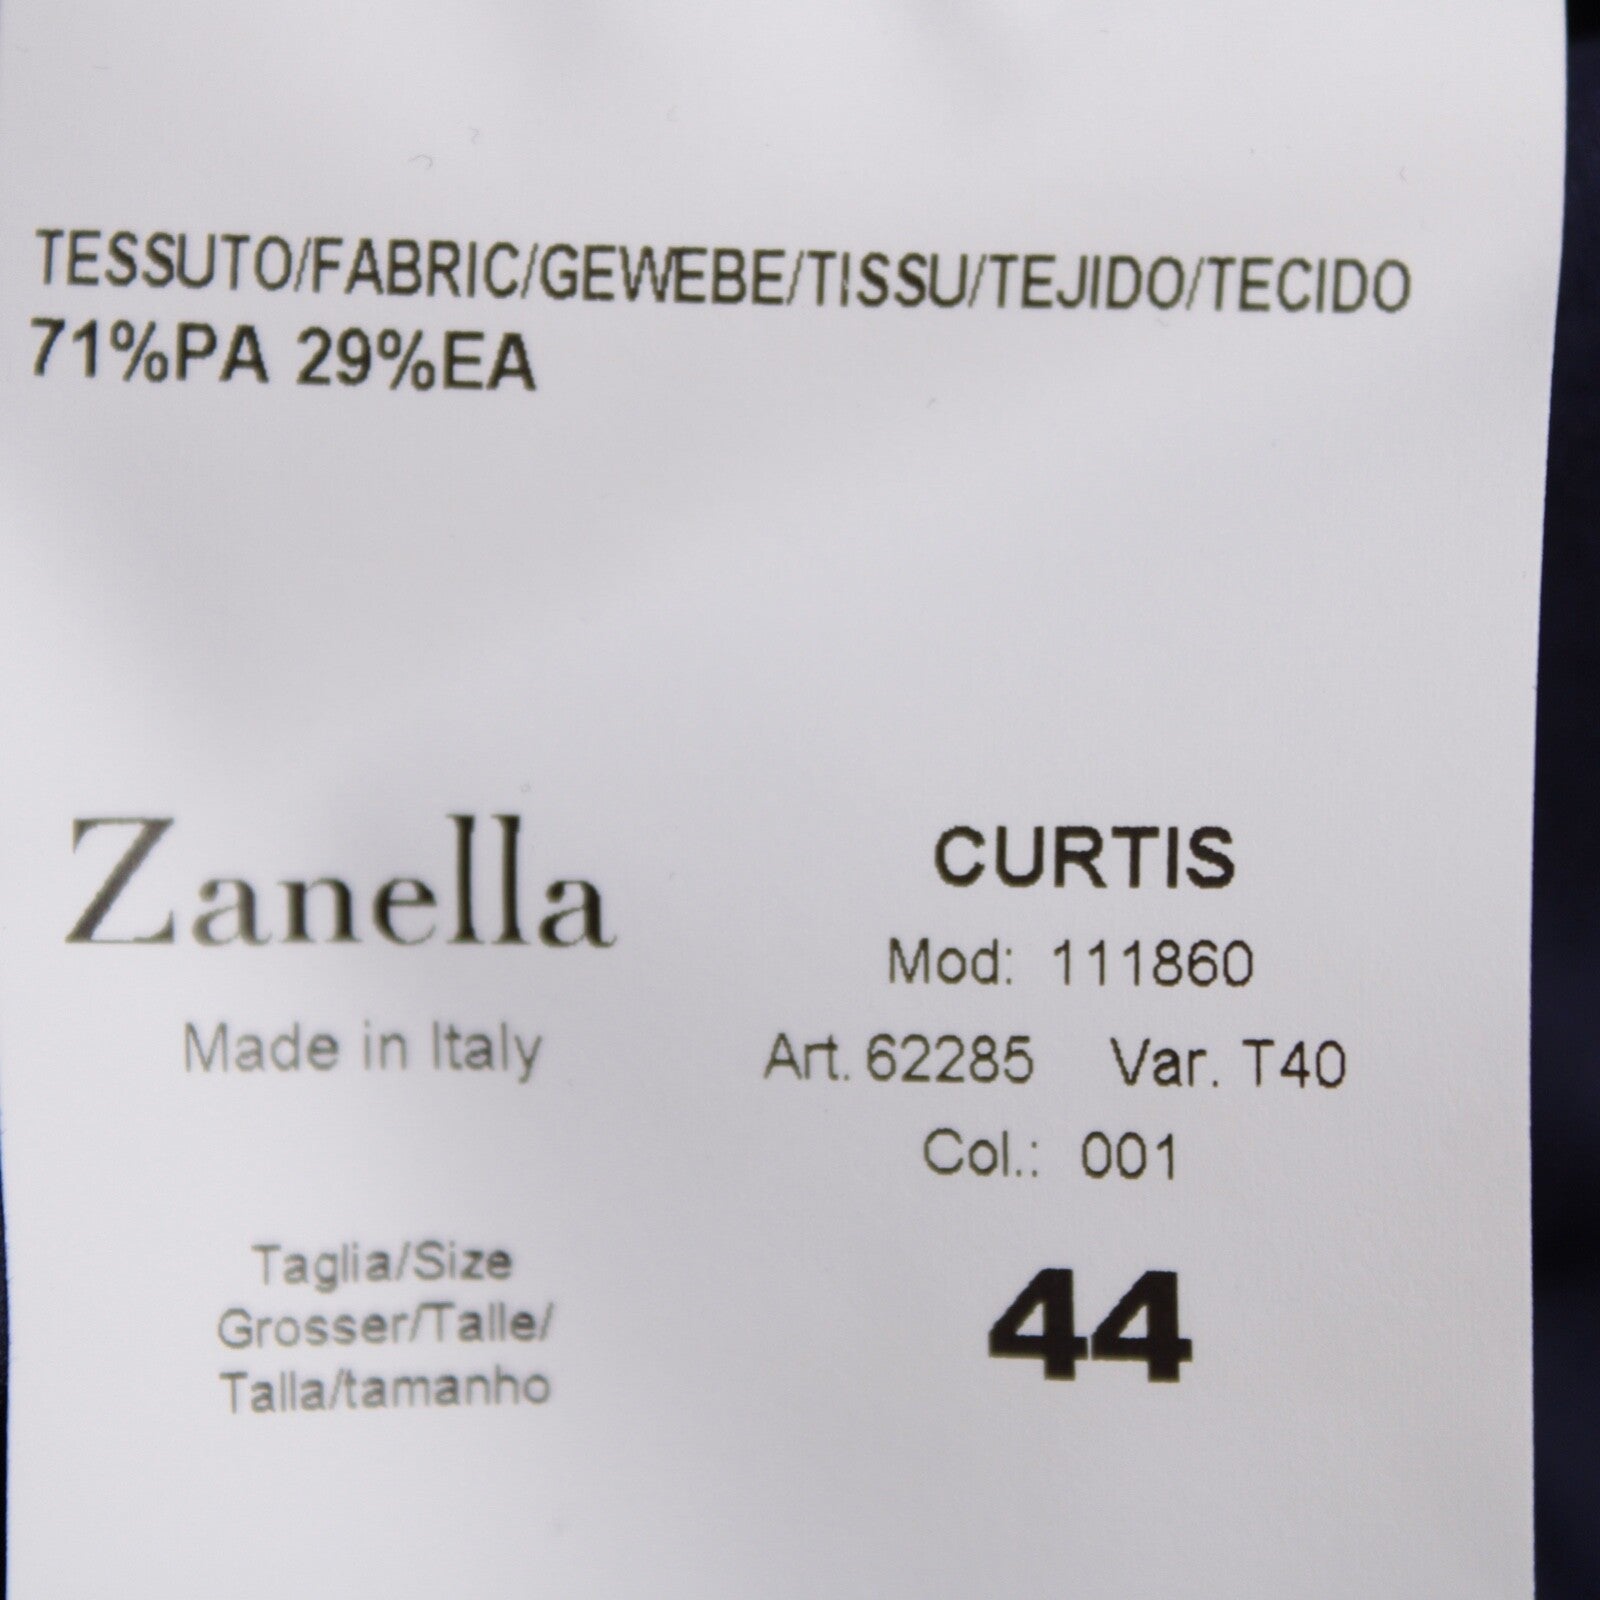 TESSUTO/FABRIC/GEWEBE/TISSU/TEJIDO/TECIDO
71%PA 29%EA
Zanella
Made in Italy
Taglia/Size
Grosser/Talle/
Talla/tamanho
CURTIS
Mod: 111860
Art. 62285 Var. T40
Col.: 001
44